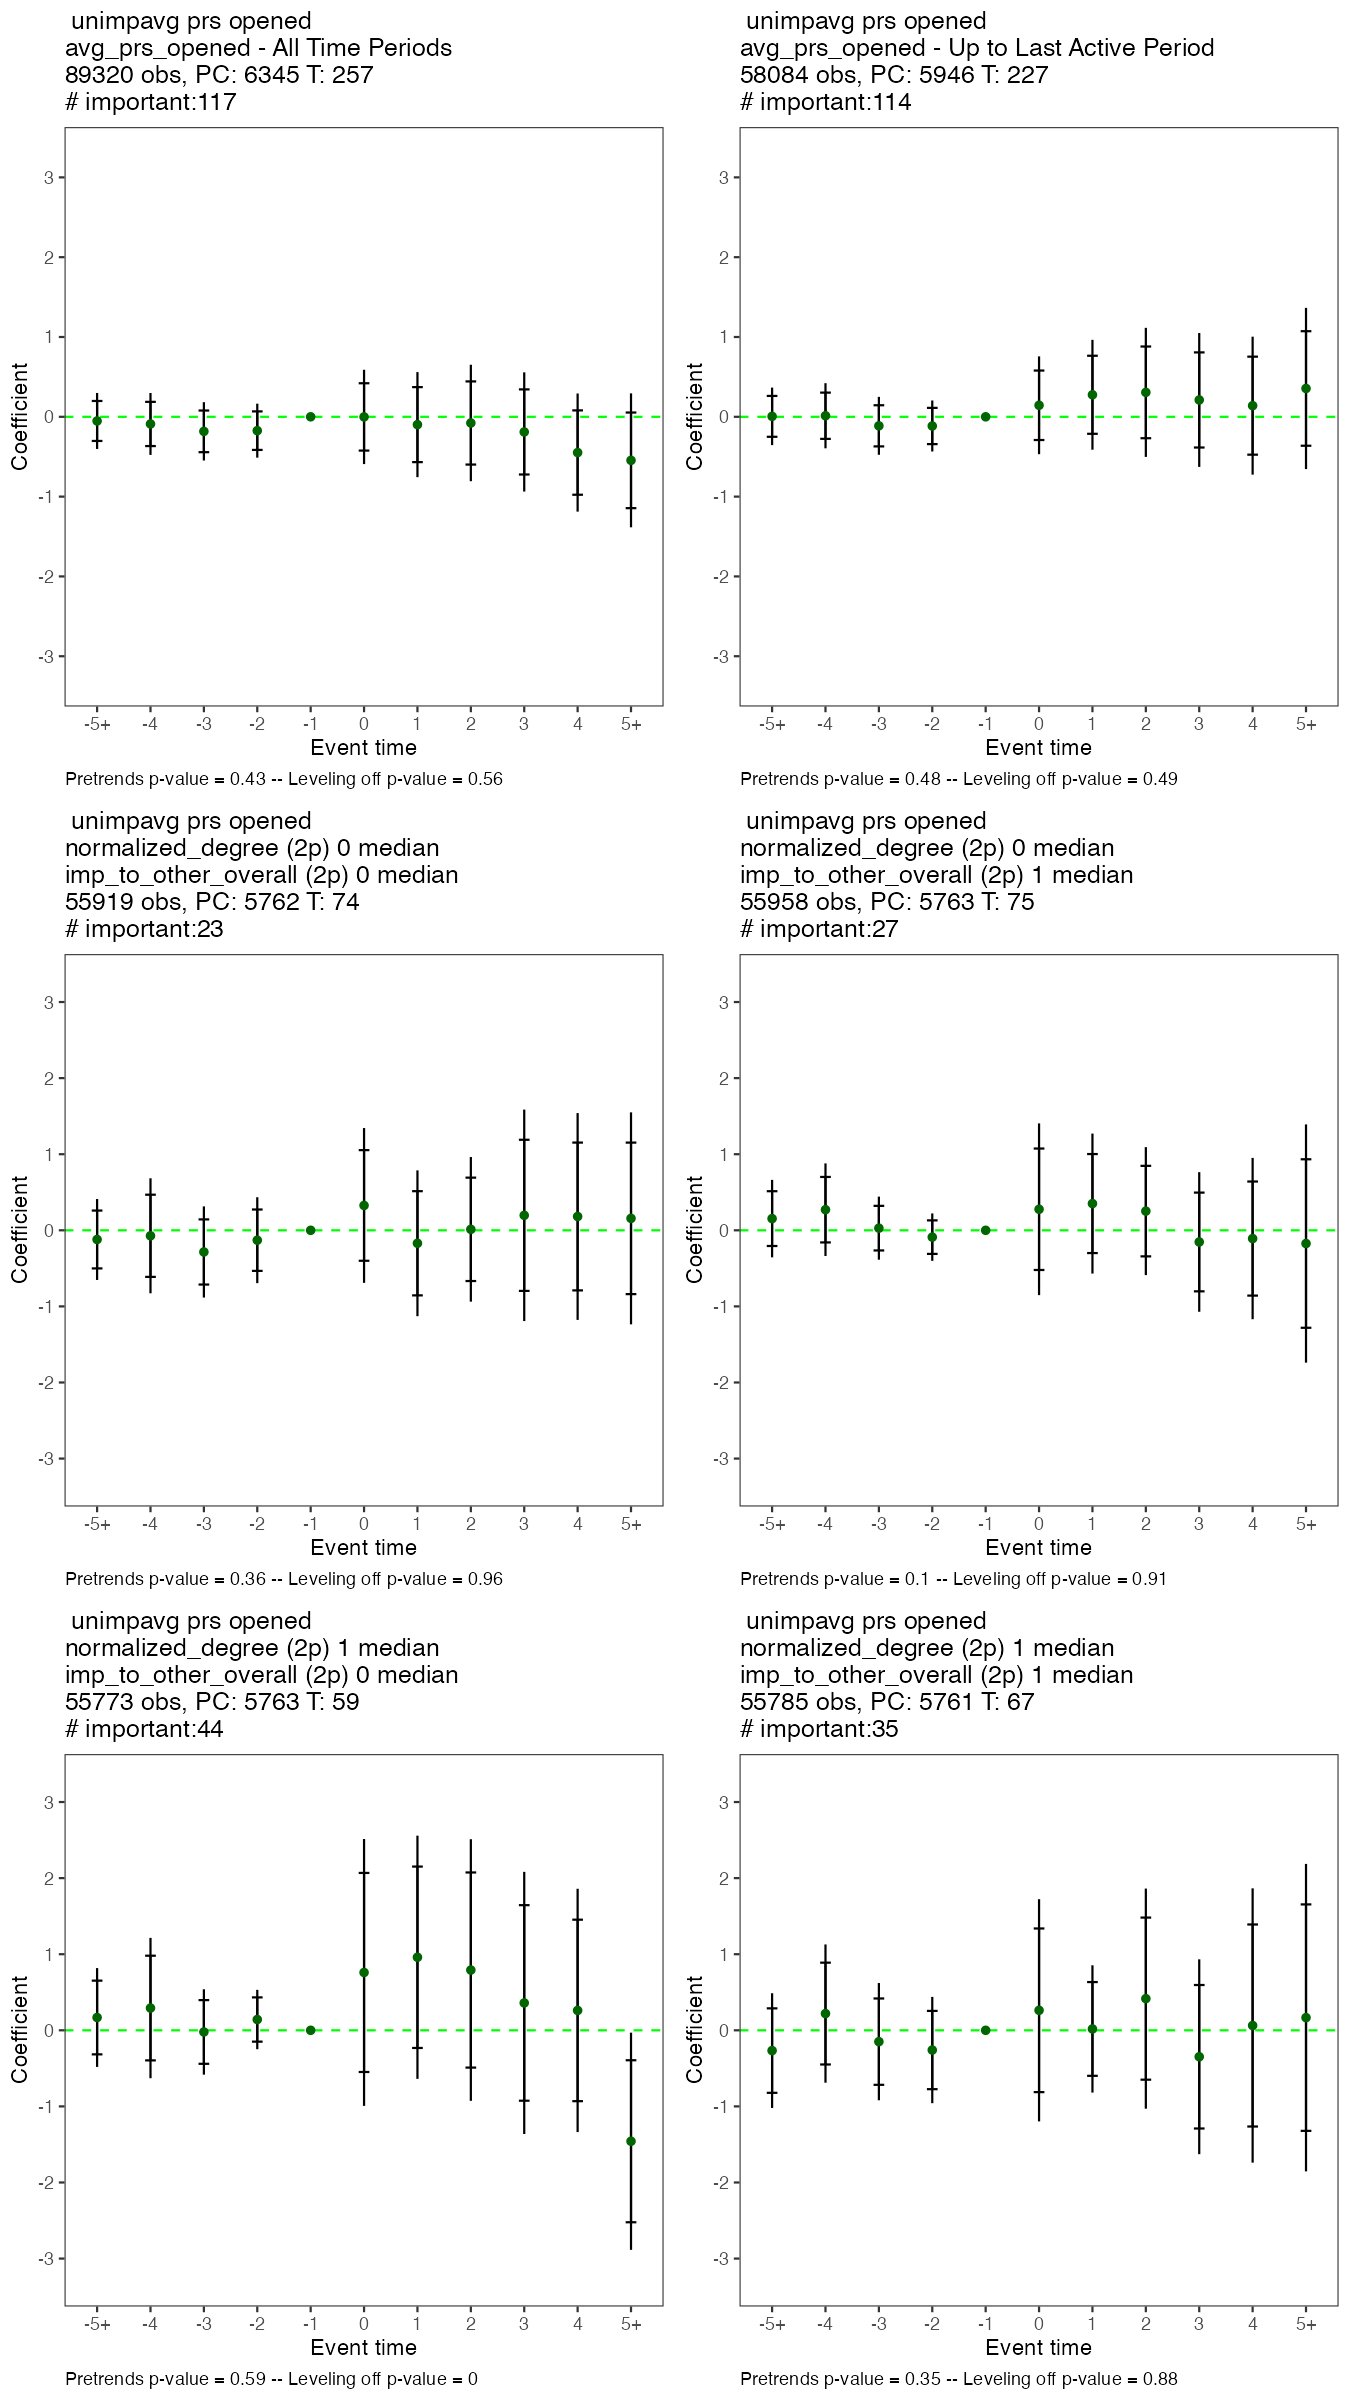 unimpavg prs opened
avg_prs_opened - All Time Periods
89320 obs, PC: 6345 T: 257
# important:117
3
2
1
0
-1
-2
-3
Coefficient
-5+ -4 -3 -2 -1 0 1 2 3 4 5+
Event time
Pretrends p-value = 0.43 -- Leveling off p-value = 0.56
unimpavg prs opened
avg_prs_opened - Up to Last Active Period
58084 obs, PC: 5946 T: 227
# important:114
3
2
1
0
-1
-2
-3
Coefficient
-5+ -4 -3 -2 -1 0 1 2 3 4 5+
Event time
Pretrends p-value = 0.48 -- Leveling off p-value = 0.49
unimpavg prs opened
normalized_degree (2p) 0 median
imp_to_other_overall (2p) 0 median
55919 obs, PC: 5762 T: 74
# important:23
3
2
1
0
-1
-2
-3
Coefficient
-5+ -4 -3 -2 -1 0 1 2 3 4 5+
Event time
Pretrends p-value = 0.36 -- Leveling off p-value = 0.96
unimpavg prs opened
normalized_degree (2p) 0 median
imp_to_other_overall (2p) 1 median
55958 obs, PC: 5763 T: 75
# important:27
3
2
1
0
-1
-2
-3
Coefficient
-5+ -4 -3 -2 -1 0 1 2 3 4 5+
Event time
Pretrends p-value = 0.1 -- Leveling off p-value = 0.91
unimpavg prs opened
normalized_degree (2p) 1 median
imp_to_other_overall (2p) 0 median
55773 obs, PC: 5763 T: 59
# important:44
3
2
1
0
-1
-2
-3
Coefficient
-5+ -4 -3 -2 -1 0 1 2 3 4 5+
Event time
Pretrends p-value = 0.59 -- Leveling off p-value = 0
unimpavg prs opened
normalized_degree (2p) 1 median
imp_to_other_overall (2p) 1 median
55785 obs, PC: 5761 T: 67
# important:35
3
2
1
0
-1
-2
-3
Coefficient
-5+ -4 -3 -2 -1 0 1 2 3 4 5+
Event time
Pretrends p-value = 0.35 -- Leveling off p-value = 0.88